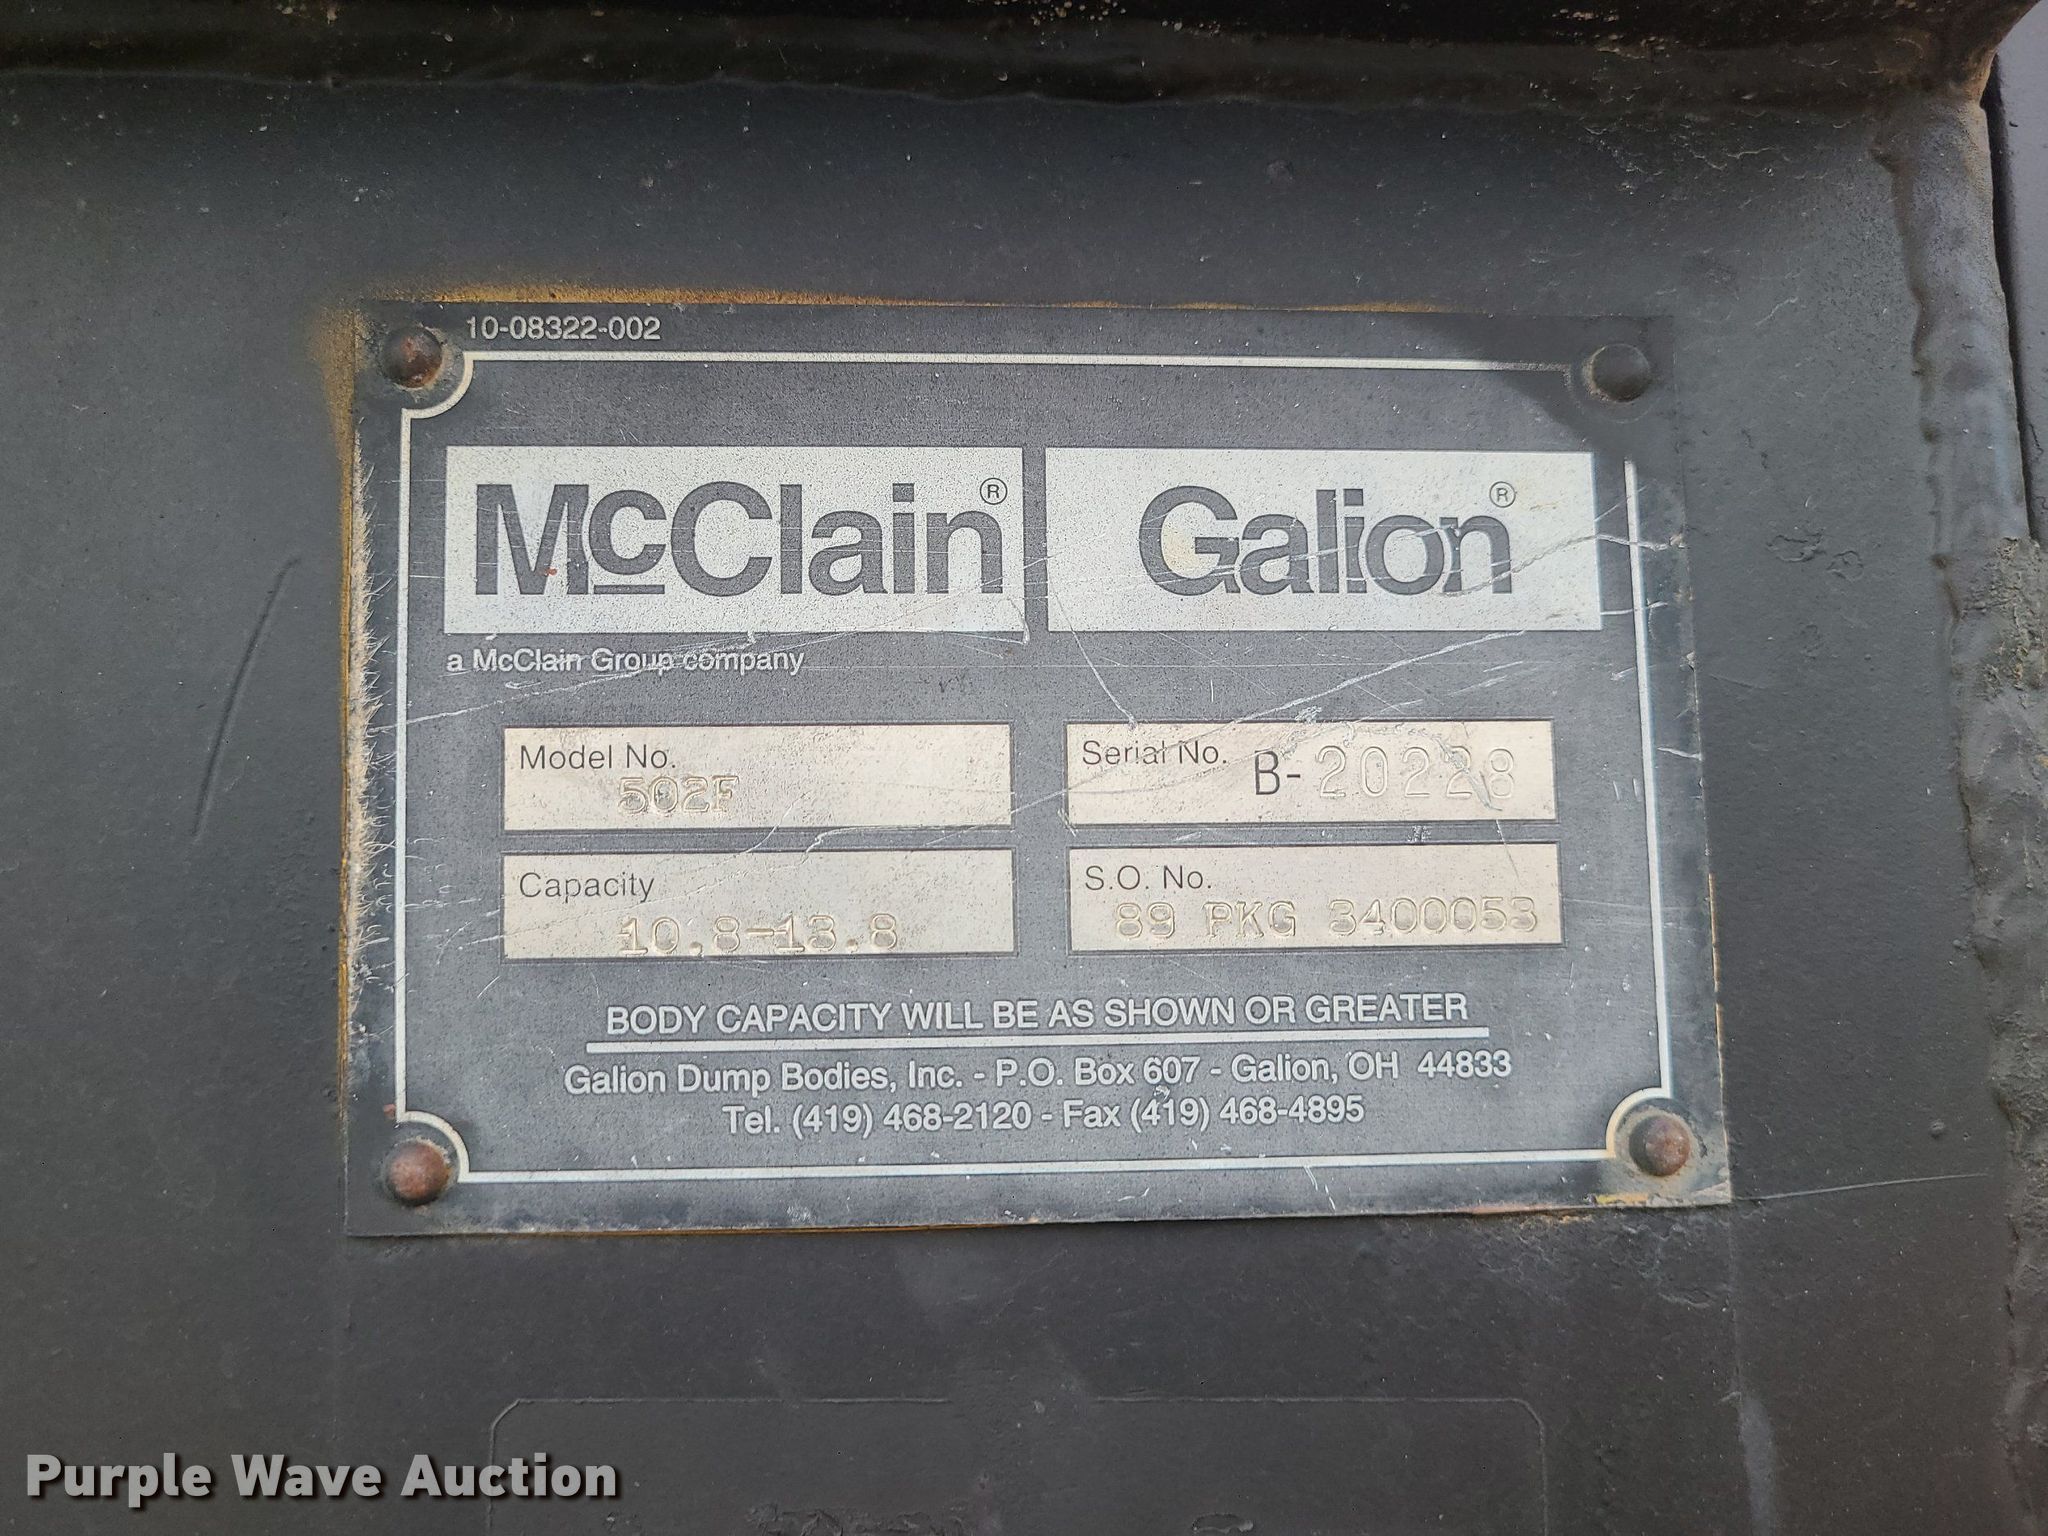 10-08322-002
McClain® Galion®
a McClain Group company
Model No. 502F
Serial No. B-20228
Capacity 10.8-13.8
S.O. No. 89 PKG 3400053
BODY CAPACITY WILL BE AS SHOWN OR GREATER
Galion Dump Bodies, Inc. - P.O. Box 607 - Galion, OH 44833
Tel. (419) 468-2120 - Fax (419) 468-4895
Purple Wave Auction